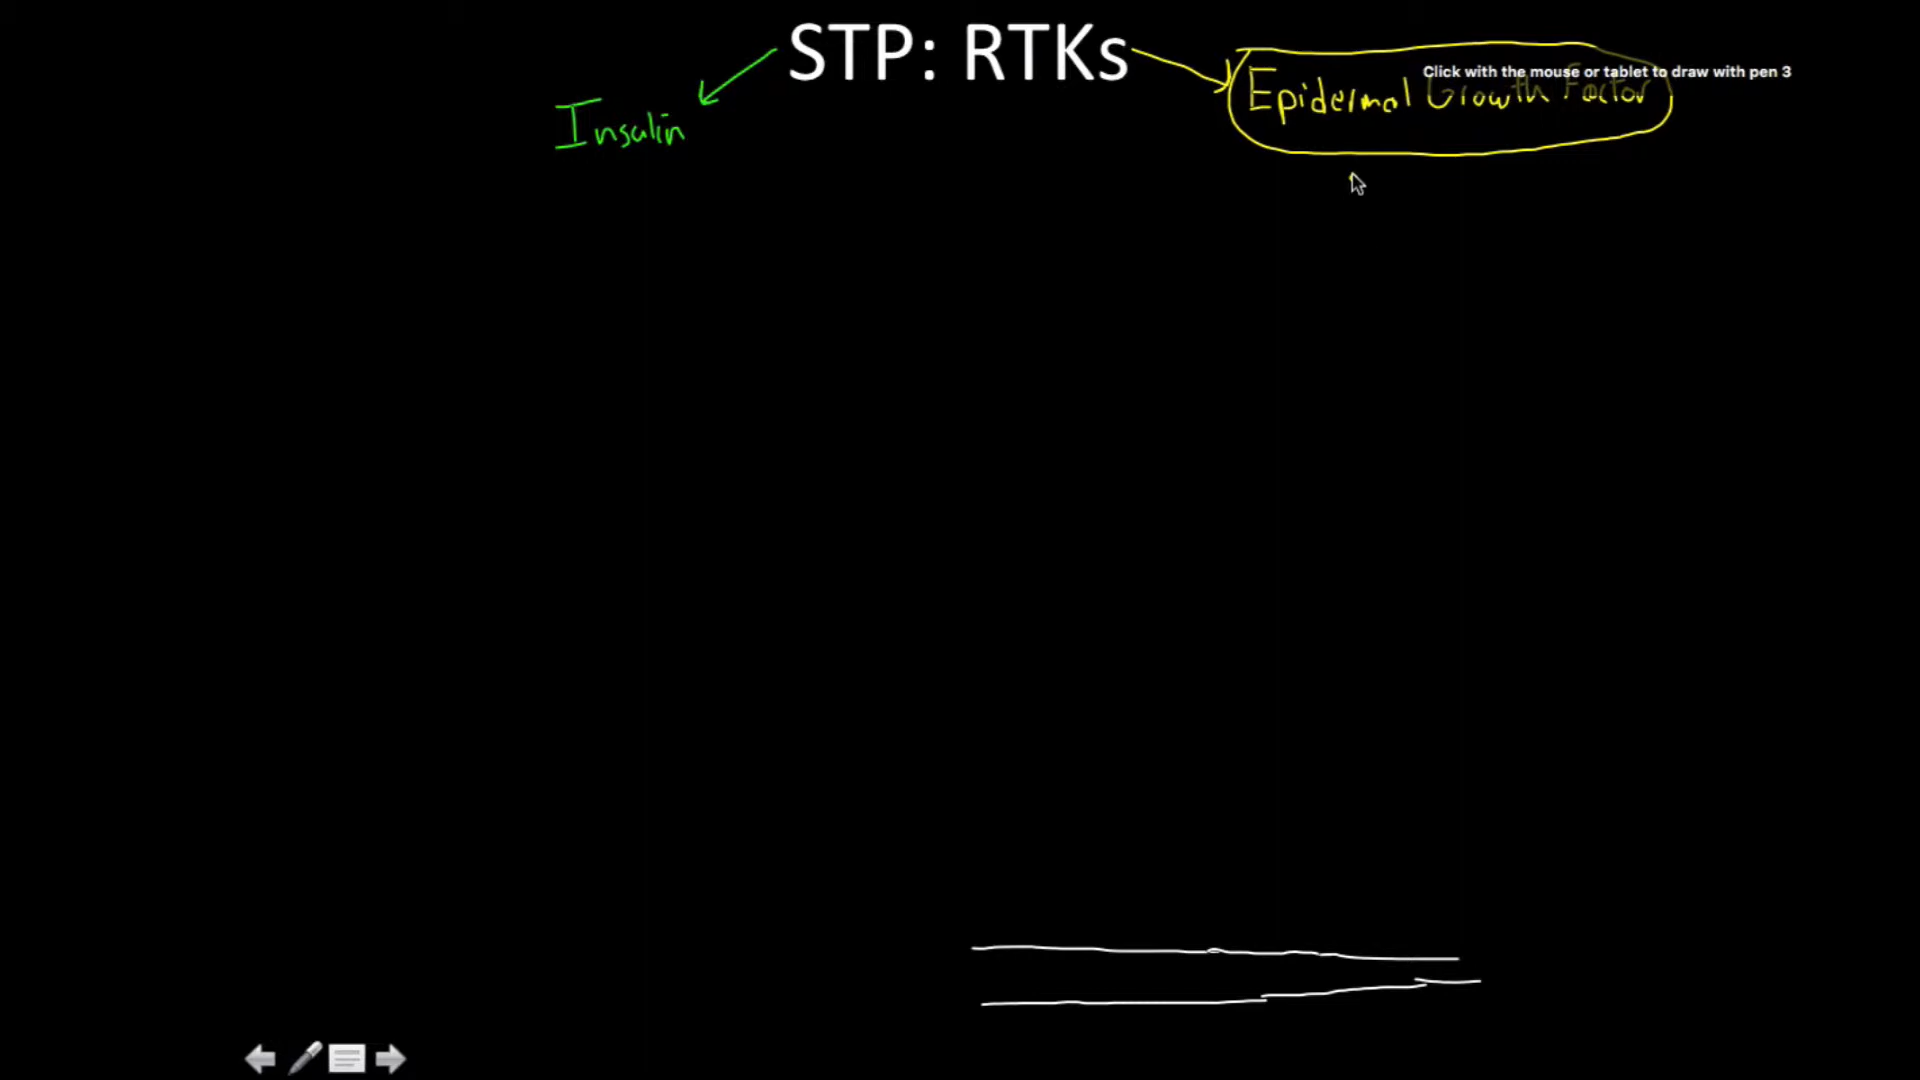 STP: RTKs
Click with the mouse or tablet to draw with pen 3
Epidermal Growth Factor
Insulin